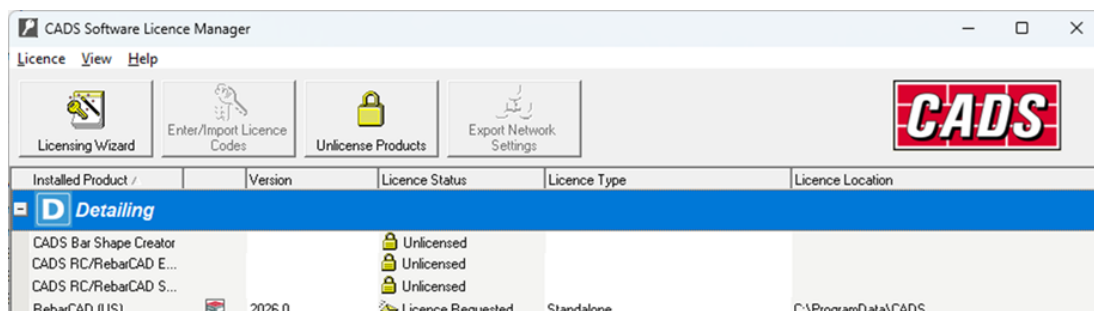 CADS Software Licence Manager
Licence View Help
Licensing Wizard
Enter/Import Licence
Codes
Unlicense Products
Export Network
Settings
CADS
Installed Product / Version Licence Status Licence Type Licence Location
D Detailing
CADS Bar Shape Creator Unlicensed
CADS RC/RebarCAD E... Unlicensed
CADS RC/RebarCAD S... Unlicensed
RebarCAD (US) 2026.0 Licence Requested Standalone C:\ProgramData\CADS